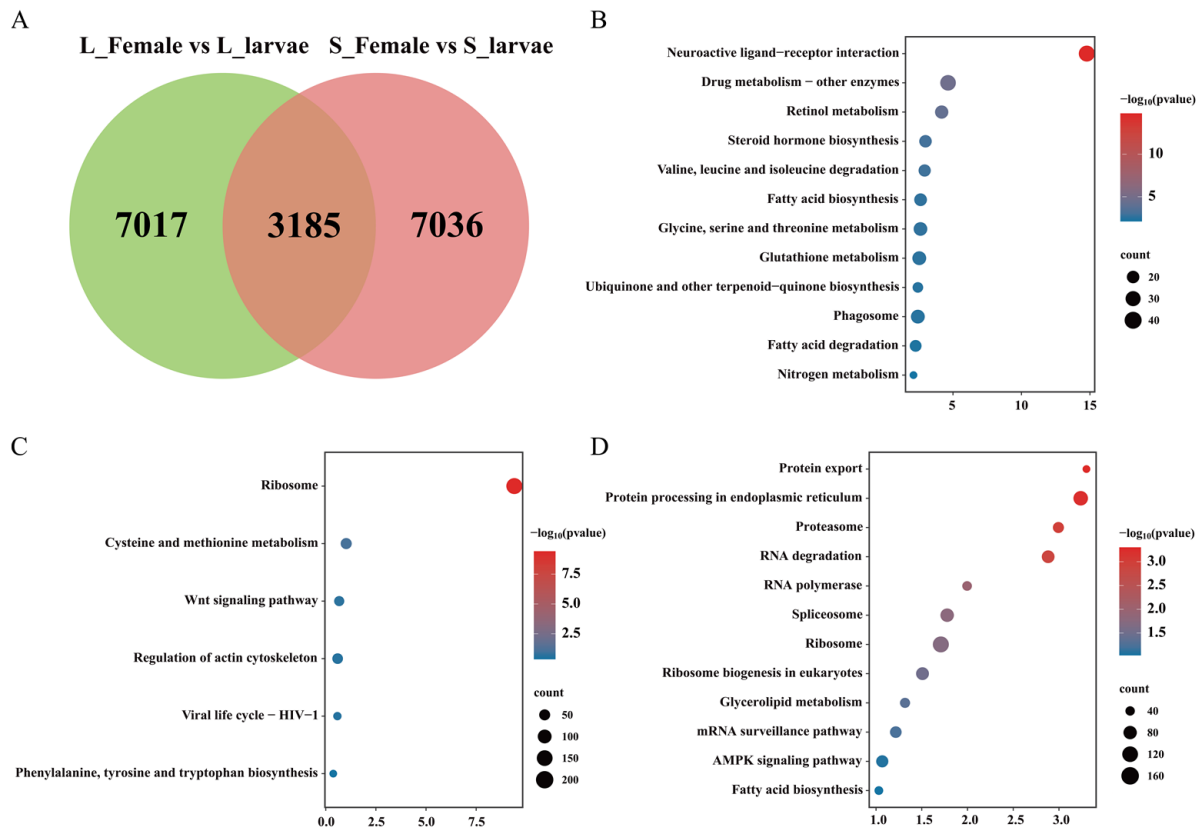 A
L_Female vs L_larvae S_Female vs S_larvae
7017 3185 7036
B
Neuroactive ligand−receptor interaction
Drug metabolism − other enzymes
Retinol metabolism
Steroid hormone biosynthesis
Valine, leucine and isoleucine degradation
Fatty acid biosynthesis
Glycine, serine and threonine metabolism
Glutathione metabolism
Ubiquinone and other terpenoid−quinone biosynthesis
Phagosome
Fatty acid degradation
Nitrogen metabolism
5 10 15
−log₁₀(pvalue)
10
5
count
20
30
40
C
Ribosome
Cysteine and methionine metabolism
Wnt signaling pathway
Regulation of actin cytoskeleton
Viral life cycle − HIV−1
Phenylalanine, tyrosine and tryptophan biosynthesis
0.0 2.5 5.0 7.5
−log₁₀(pvalue)
7.5
5.0
2.5
count
50
100
150
200
D
Protein export
Protein processing in endoplasmic reticulum
Proteasome
RNA degradation
RNA polymerase
Spliceosome
Ribosome
Ribosome biogenesis in eukaryotes
Glycerolipid metabolism
mRNA surveillance pathway
AMPK signaling pathway
Fatty acid biosynthesis
1.0 1.5 2.0 2.5 3.0
−log₁₀(pvalue)
3.0
2.5
2.0
1.5
count
40
80
120
160